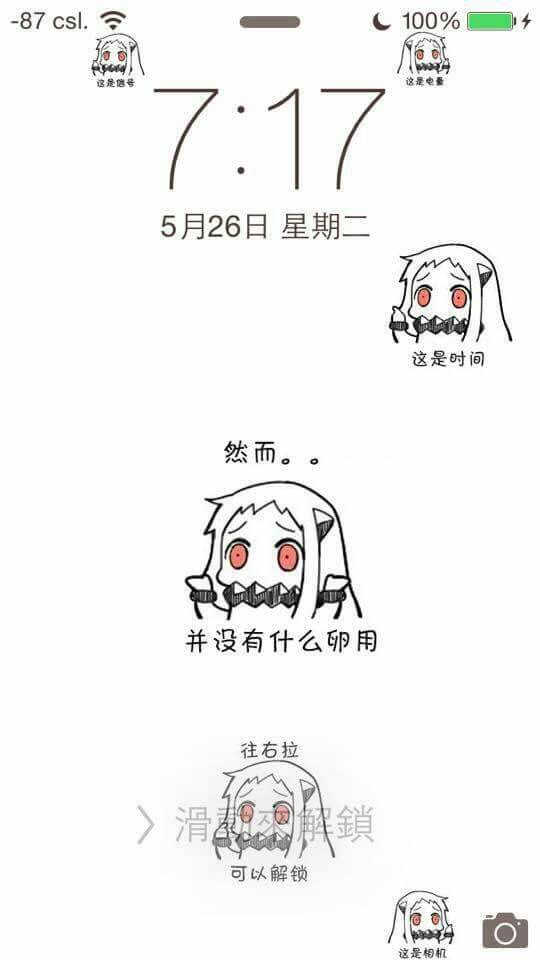 -87 csl. 100%
这是信号
这是电量
7:17
5月26日 星期二
这是时间
然而。。
并没有什么卵用
往右拉
滑動來解鎖
可以解锁
这是相机